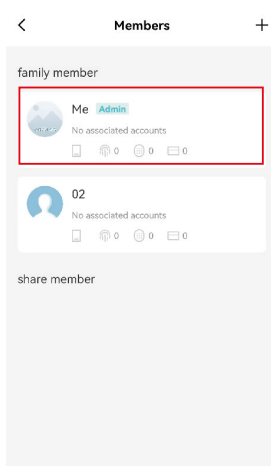 Members
family member
Me Admin
No associated accounts
0 0 0
02
No associated accounts
0 0 0
share member